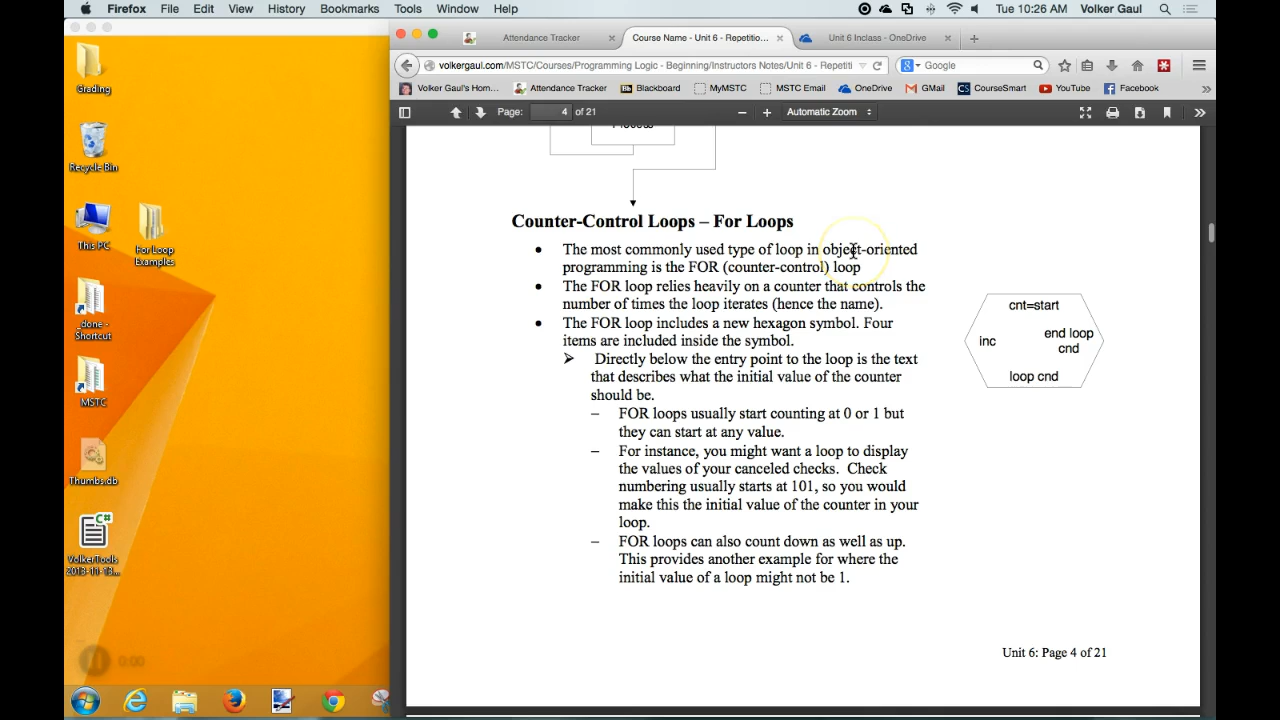 Firefox File Edit View History Bookmarks Tools Window Help Tue 10:26 AM Volker Gaul
Attendance Tracker
Course Name - Unit 6 - Repetitio...
Unit 6 Inclass - OneDrive
volkergaul.com/MSTC/Courses/Programming Logic - Beginning/Instructors Notes/Unit 6 - Repetiti
Google
Volker Gaul's Hom... Attendance Tracker Blackboard MyMSTC MSTC Email OneDrive GMail CourseSmart YouTube Facebook
Page: 4 of 21
Automatic Zoom
Grading
Recycle Bin
This PC
For Loop
Examples
_done -
Shortcut
MSTC
Thumbs.db
VolkerTools
2013-11-13...
0:00
Process
Counter-Control Loops – For Loops
• The most commonly used type of loop in object-oriented
programming is the FOR (counter-control) loop
• The FOR loop relies heavily on a counter that controls the
number of times the loop iterates (hence the name).
• The FOR loop includes a new hexagon symbol. Four
items are included inside the symbol.
➢ Directly below the entry point to the loop is the text
that describes what the initial value of the counter
should be.
– FOR loops usually start counting at 0 or 1 but
they can start at any value.
– For instance, you might want a loop to display
the values of your canceled checks. Check
numbering usually starts at 101, so you would
make this the initial value of the counter in your
loop.
– FOR loops can also count down as well as up.
This provides another example for where the
initial value of a loop might not be 1.
cnt=start
inc
end loop
cnd
loop cnd
Unit 6: Page 4 of 21